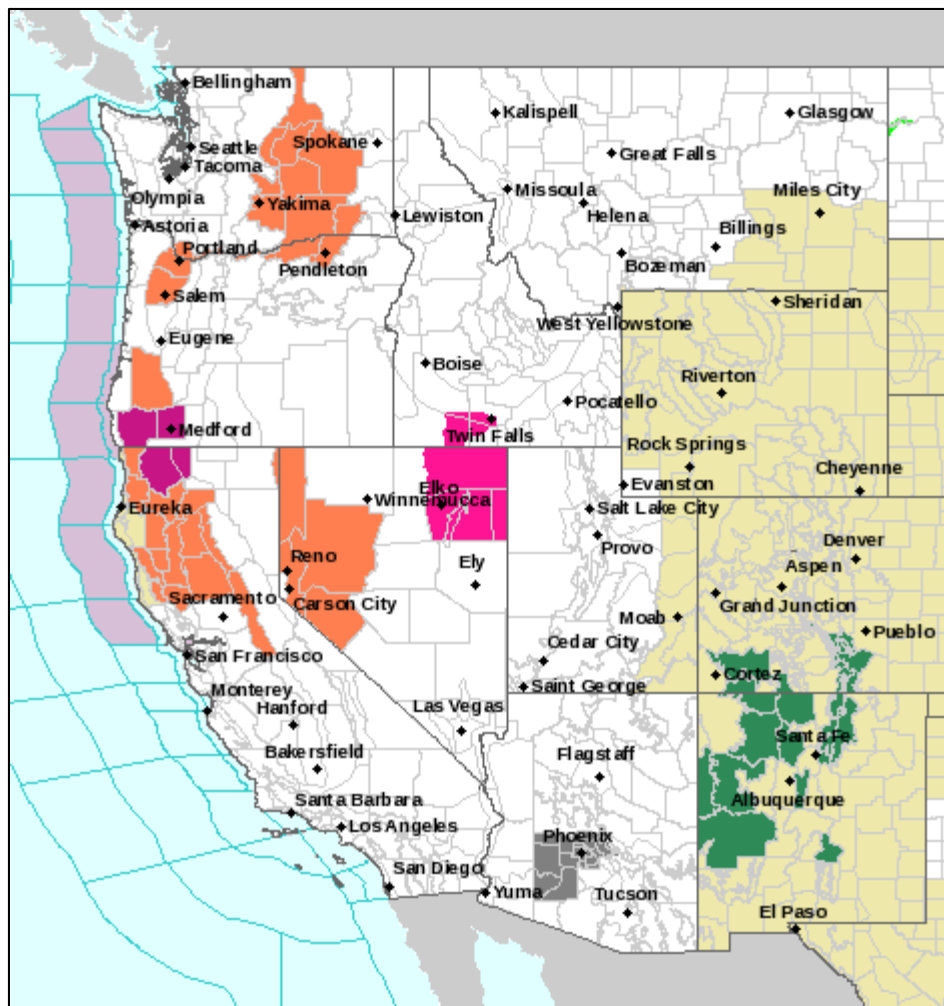 Bellingham
Kalispell
Glasgow
Seattle
Spokane
Great Falls
Tacoma
Olympia
Missoula
Miles City
Yakima
Helena
Lewiston
Astoria
Billings
Portland
Pendleton
Bozeman
Salem
Sheridan
West Yellowstone
Eugene
Boise
Riverton
Pocatello
Medford
Twin Falls
Rock Springs
Cheyenne
Evanston
Elko
Winnemucca
Eureka
Salt Lake City
Provo
Denver
Reno
Ely
Aspen
Sacramento
Carson City
Grand Junction
Moab
Pueblo
Cedar City
San Francisco
Cortez
Saint George
Monterey
Hanford
Las Vegas
Santa Fe
Bakersfield
Flagstaff
Albuquerque
Santa Barbara
Los Angeles
Phoenix
San Diego
Yuma
Tucson
El Paso